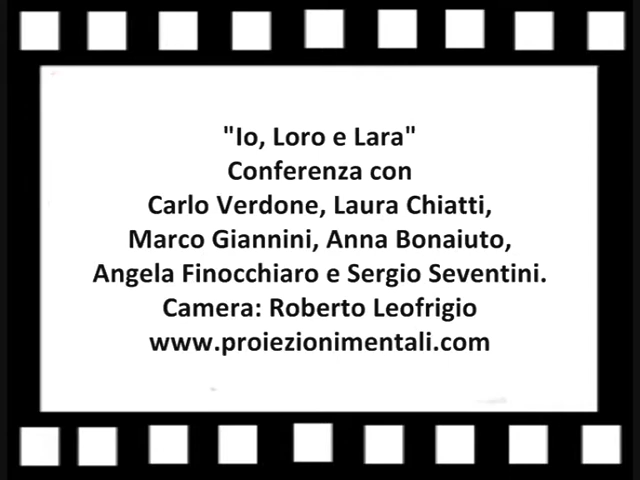 "Io, Loro e Lara"
Conferenza con
Carlo Verdone, Laura Chiatti,
Marco Giannini, Anna Bonaiuto,
Angela Finocchiaro e Sergio Seventini.
Camera: Roberto Leofrigio
www.proiezionimentali.com